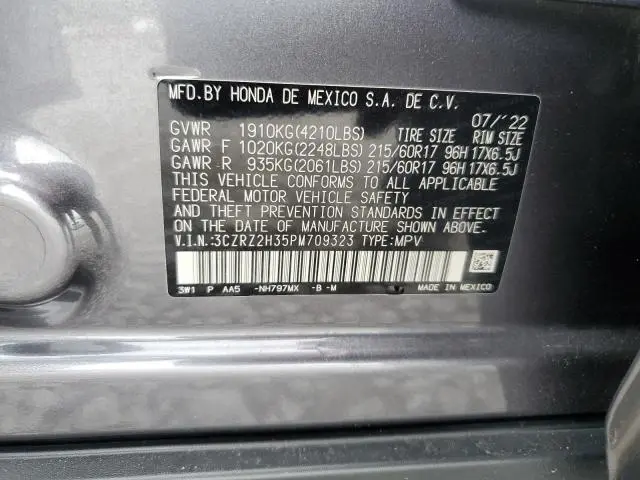 MFD.BY HONDA DE MEXICO S.A. DE C.V.
07/'22
GVWR 1910KG(4210LBS) TIRE SIZE RIM SIZE
GAWR F 1020KG(2248LBS) 215/60R17 96H 17X6.5J
GAWR R 935KG(2061LBS) 215/60R17 96H 17X6.5J
THIS VEHICLE CONFORMS TO ALL APPLICABLE
FEDERAL MOTOR VEHICLE SAFETY
AND THEFT PREVENTION STANDARDS IN EFFECT
ON THE DATE OF MANUFACTURE SHOWN ABOVE.
V.I.N.:3CZRZ2H35PM709323 TYPE:MPV
3W1 P AA5 -NH797MX -B -M MADE IN MEXICO